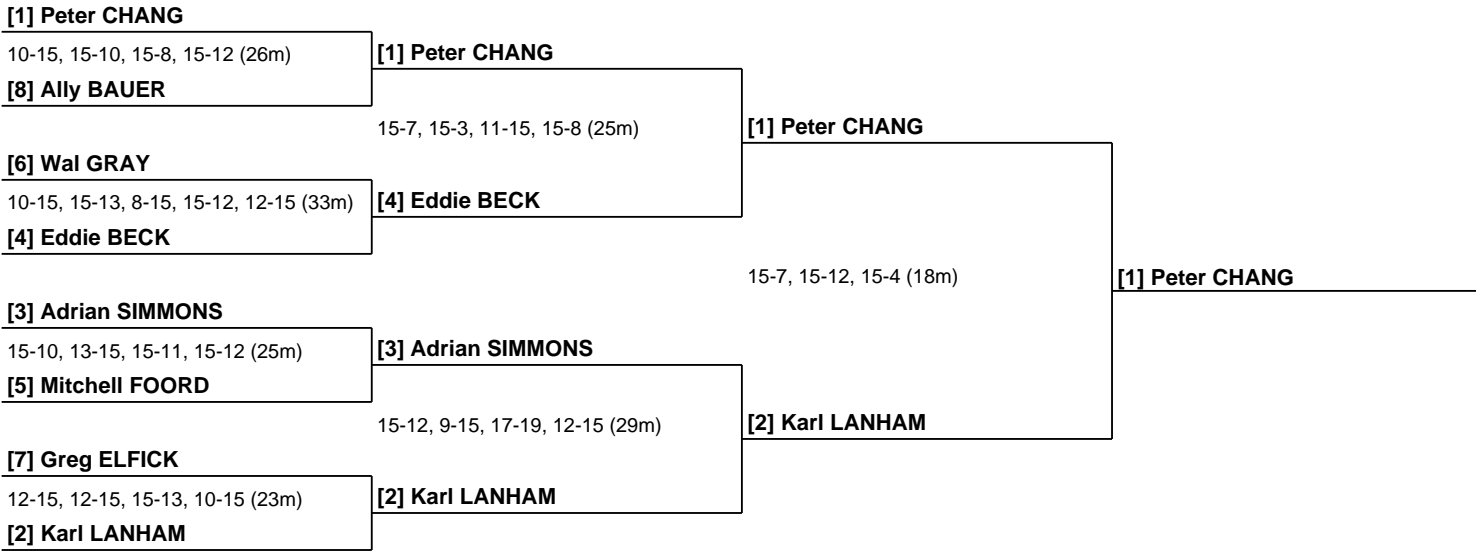 [1] Peter CHANG
10-15, 15-10, 15-8, 15-12 (26m)
[8] Ally BAUER
[6] Wal GRAY
10-15, 15-13, 8-15, 15-12, 12-15 (33m)
[4] Eddie BECK
[3] Adrian SIMMONS
15-10, 13-15, 15-11, 15-12 (25m)
[5] Mitchell FOORD
[7] Greg ELFICK
12-15, 12-15, 15-13, 10-15 (23m)
[2] Karl LANHAM
[1] Peter CHANG
15-7, 15-3, 11-15, 15-8 (25m)
[4] Eddie BECK
[3] Adrian SIMMONS
15-12, 9-15, 17-19, 12-15 (29m)
[2] Karl LANHAM
[1] Peter CHANG
15-7, 15-12, 15-4 (18m)
[2] Karl LANHAM
[1] Peter CHANG